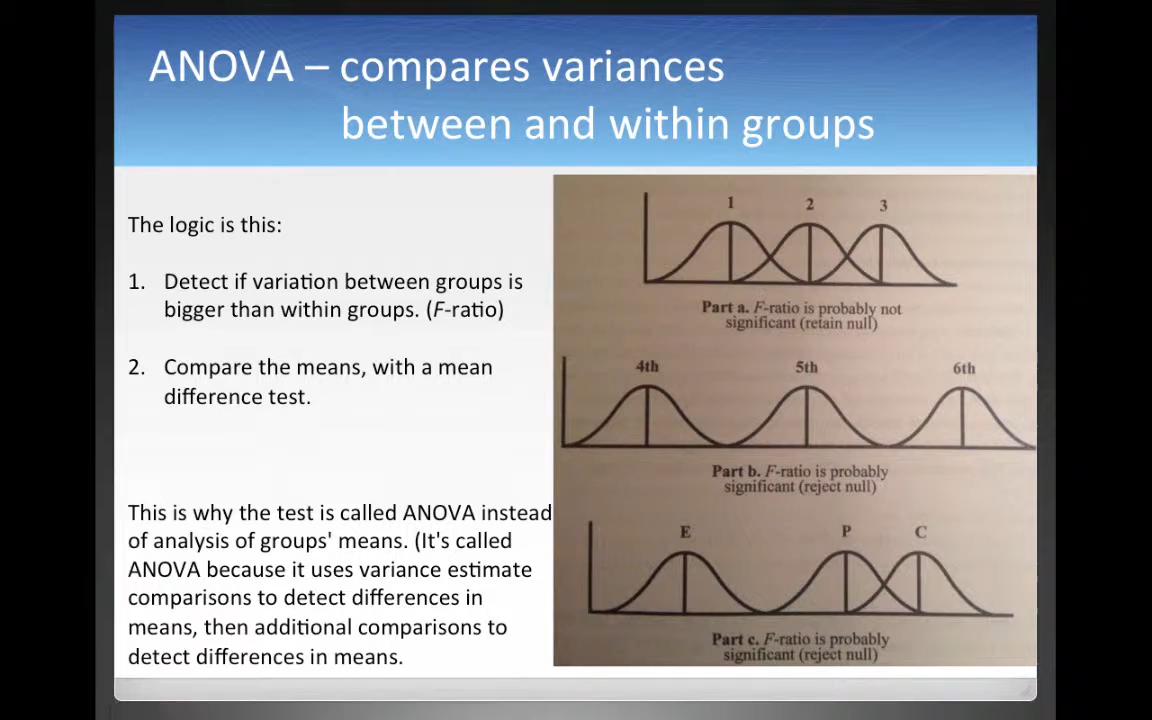 ANOVA – compares variances
between and within groups
The logic is this:
1. Detect if variation between groups is
bigger than within groups. (F-ratio)
2. Compare the means, with a mean
difference test.
This is why the test is called ANOVA instead
of analysis of groups' means. (It's called
ANOVA because it uses variance estimate
comparisons to detect differences in
means, then additional comparisons to
detect differences in means.
1 2 3
Part a. F-ratio is probably not
significant (retain null)
4th 5th 6th
Part b. F-ratio is probably
significant (reject null)
E P C
Part c. F-ratio is probably
significant (reject null)